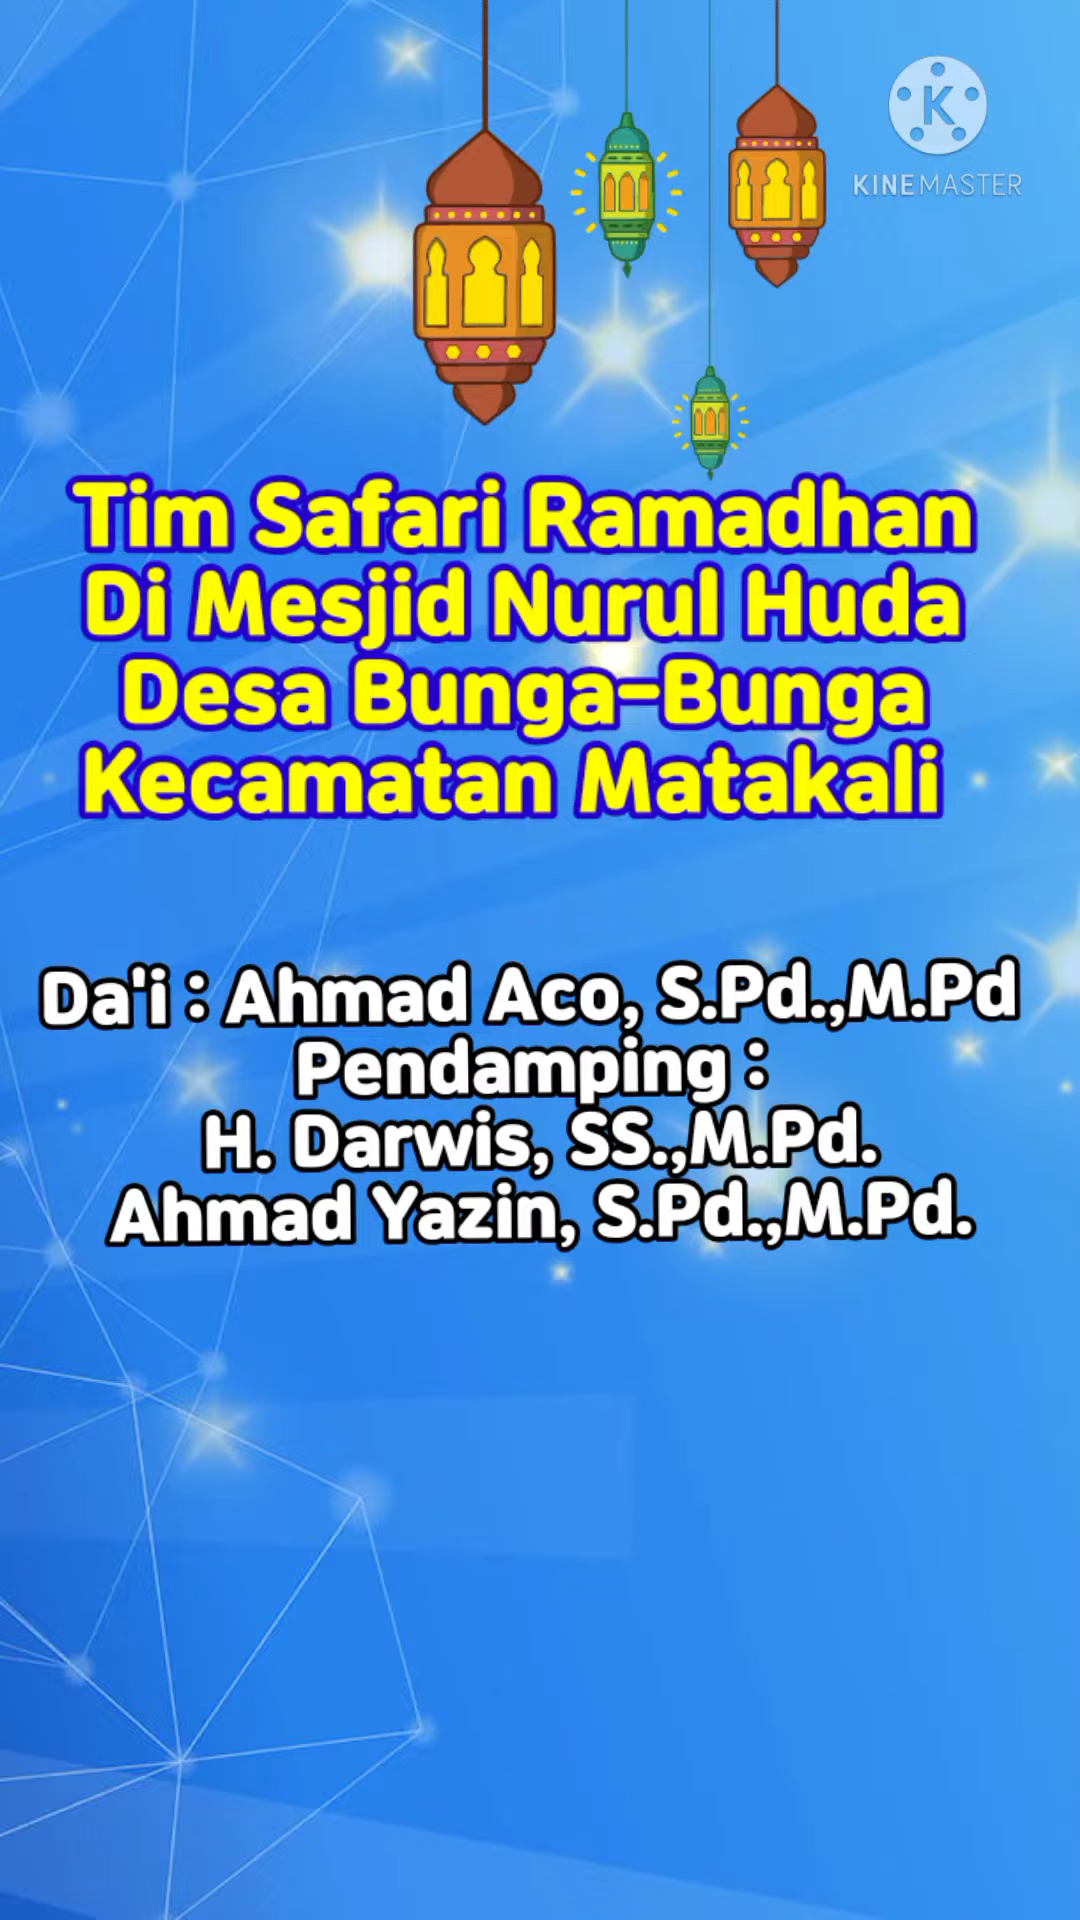 K
KINEMASTER
Tim Safari Ramadhan
Di Mesjid Nurul Huda
Desa Bunga-Bunga
Kecamatan Matakali
Da'i : Ahmad Aco, S.Pd.,M.Pd
Pendamping :
H. Darwis, SS.,M.Pd.
Ahmad Yazin, S.Pd.,M.Pd.